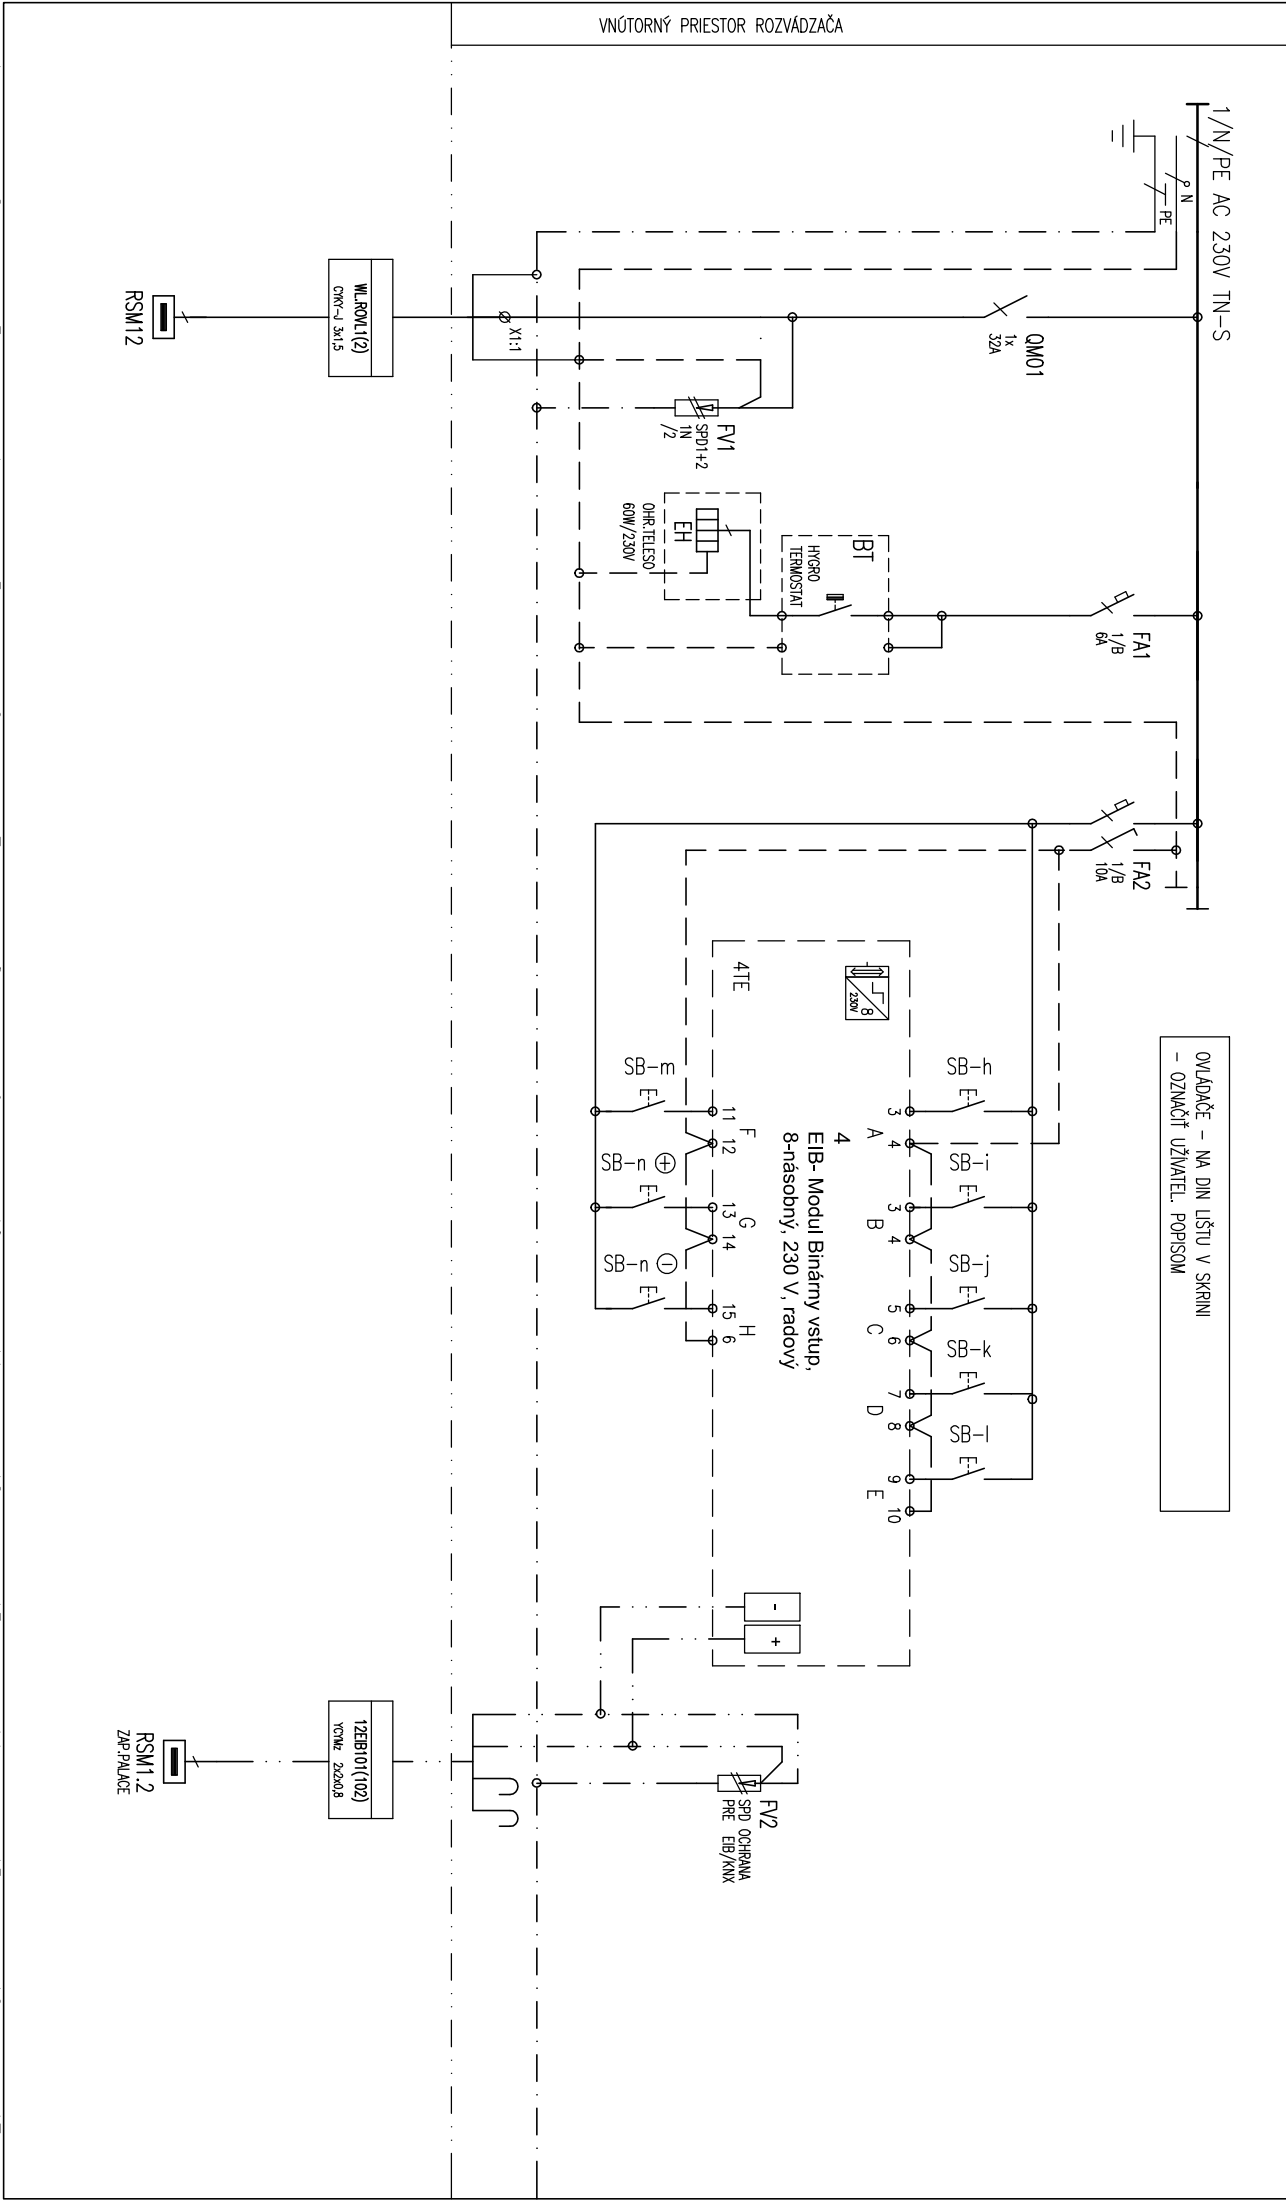 VNÚTORNÝ PRIESTOR ROZVÁDZAČA
1/N/PE AC 230V TN-S
N
PE
QM01
1x
32A
X1:1
FV1
SPD1+2
1N
/2
WL.ROVL1(2)
CYKY-J 3x1,5
RSM12
FA1
1/B
6A
BT
HYGRO
TERMOSTAT
EH
OHR.TELESO
60W/230V
FA2
1/B
10A
OVLÁDAČE - NA DIN LIŠTU V SKRINI
- OZNAČIŤ UŽÍVATEL. POPISOM
SB-h
SB-i
SB-j
SB-k
SB-l
3
4
3
4
5
6
7
8
9
10
A
B
C
D
E
8
230V
4TE
4
EIB- Modul Binárny vstup,
8-násobný, 230 V, radový
F
G
H
11
12
13
14
15
6
SB-m
SB-n +
SB-n -
-
+
FV2
SPD OCHRANA
PRE EIB/KNX
12EIB101(102)
YCYMz 2x2x0,8
RSM1.2
ZAP.PALACE